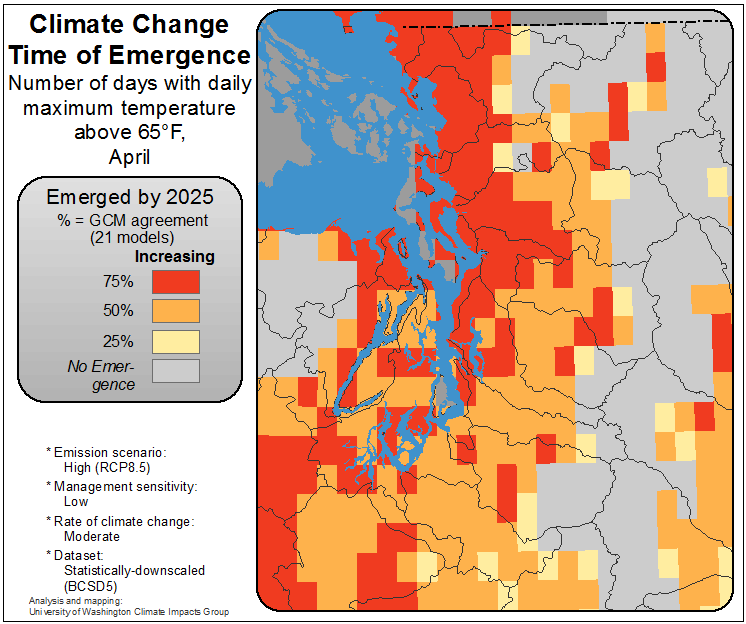 Climate Change
Time of Emergence
Number of days with daily
maximum temperature
above 65°F,
April
Emerged by 2025
% = GCM agreement
(21 models)
Increasing
75%
50%
25%
No Emer-
gence
* Emission scenario:
High (RCP8.5)
* Management sensitivity:
Low
* Rate of climate change:
Moderate
* Dataset:
Statistically-downscaled
(BCSD5)
Analysis and mapping:
University of Washington Climate Impacts Group